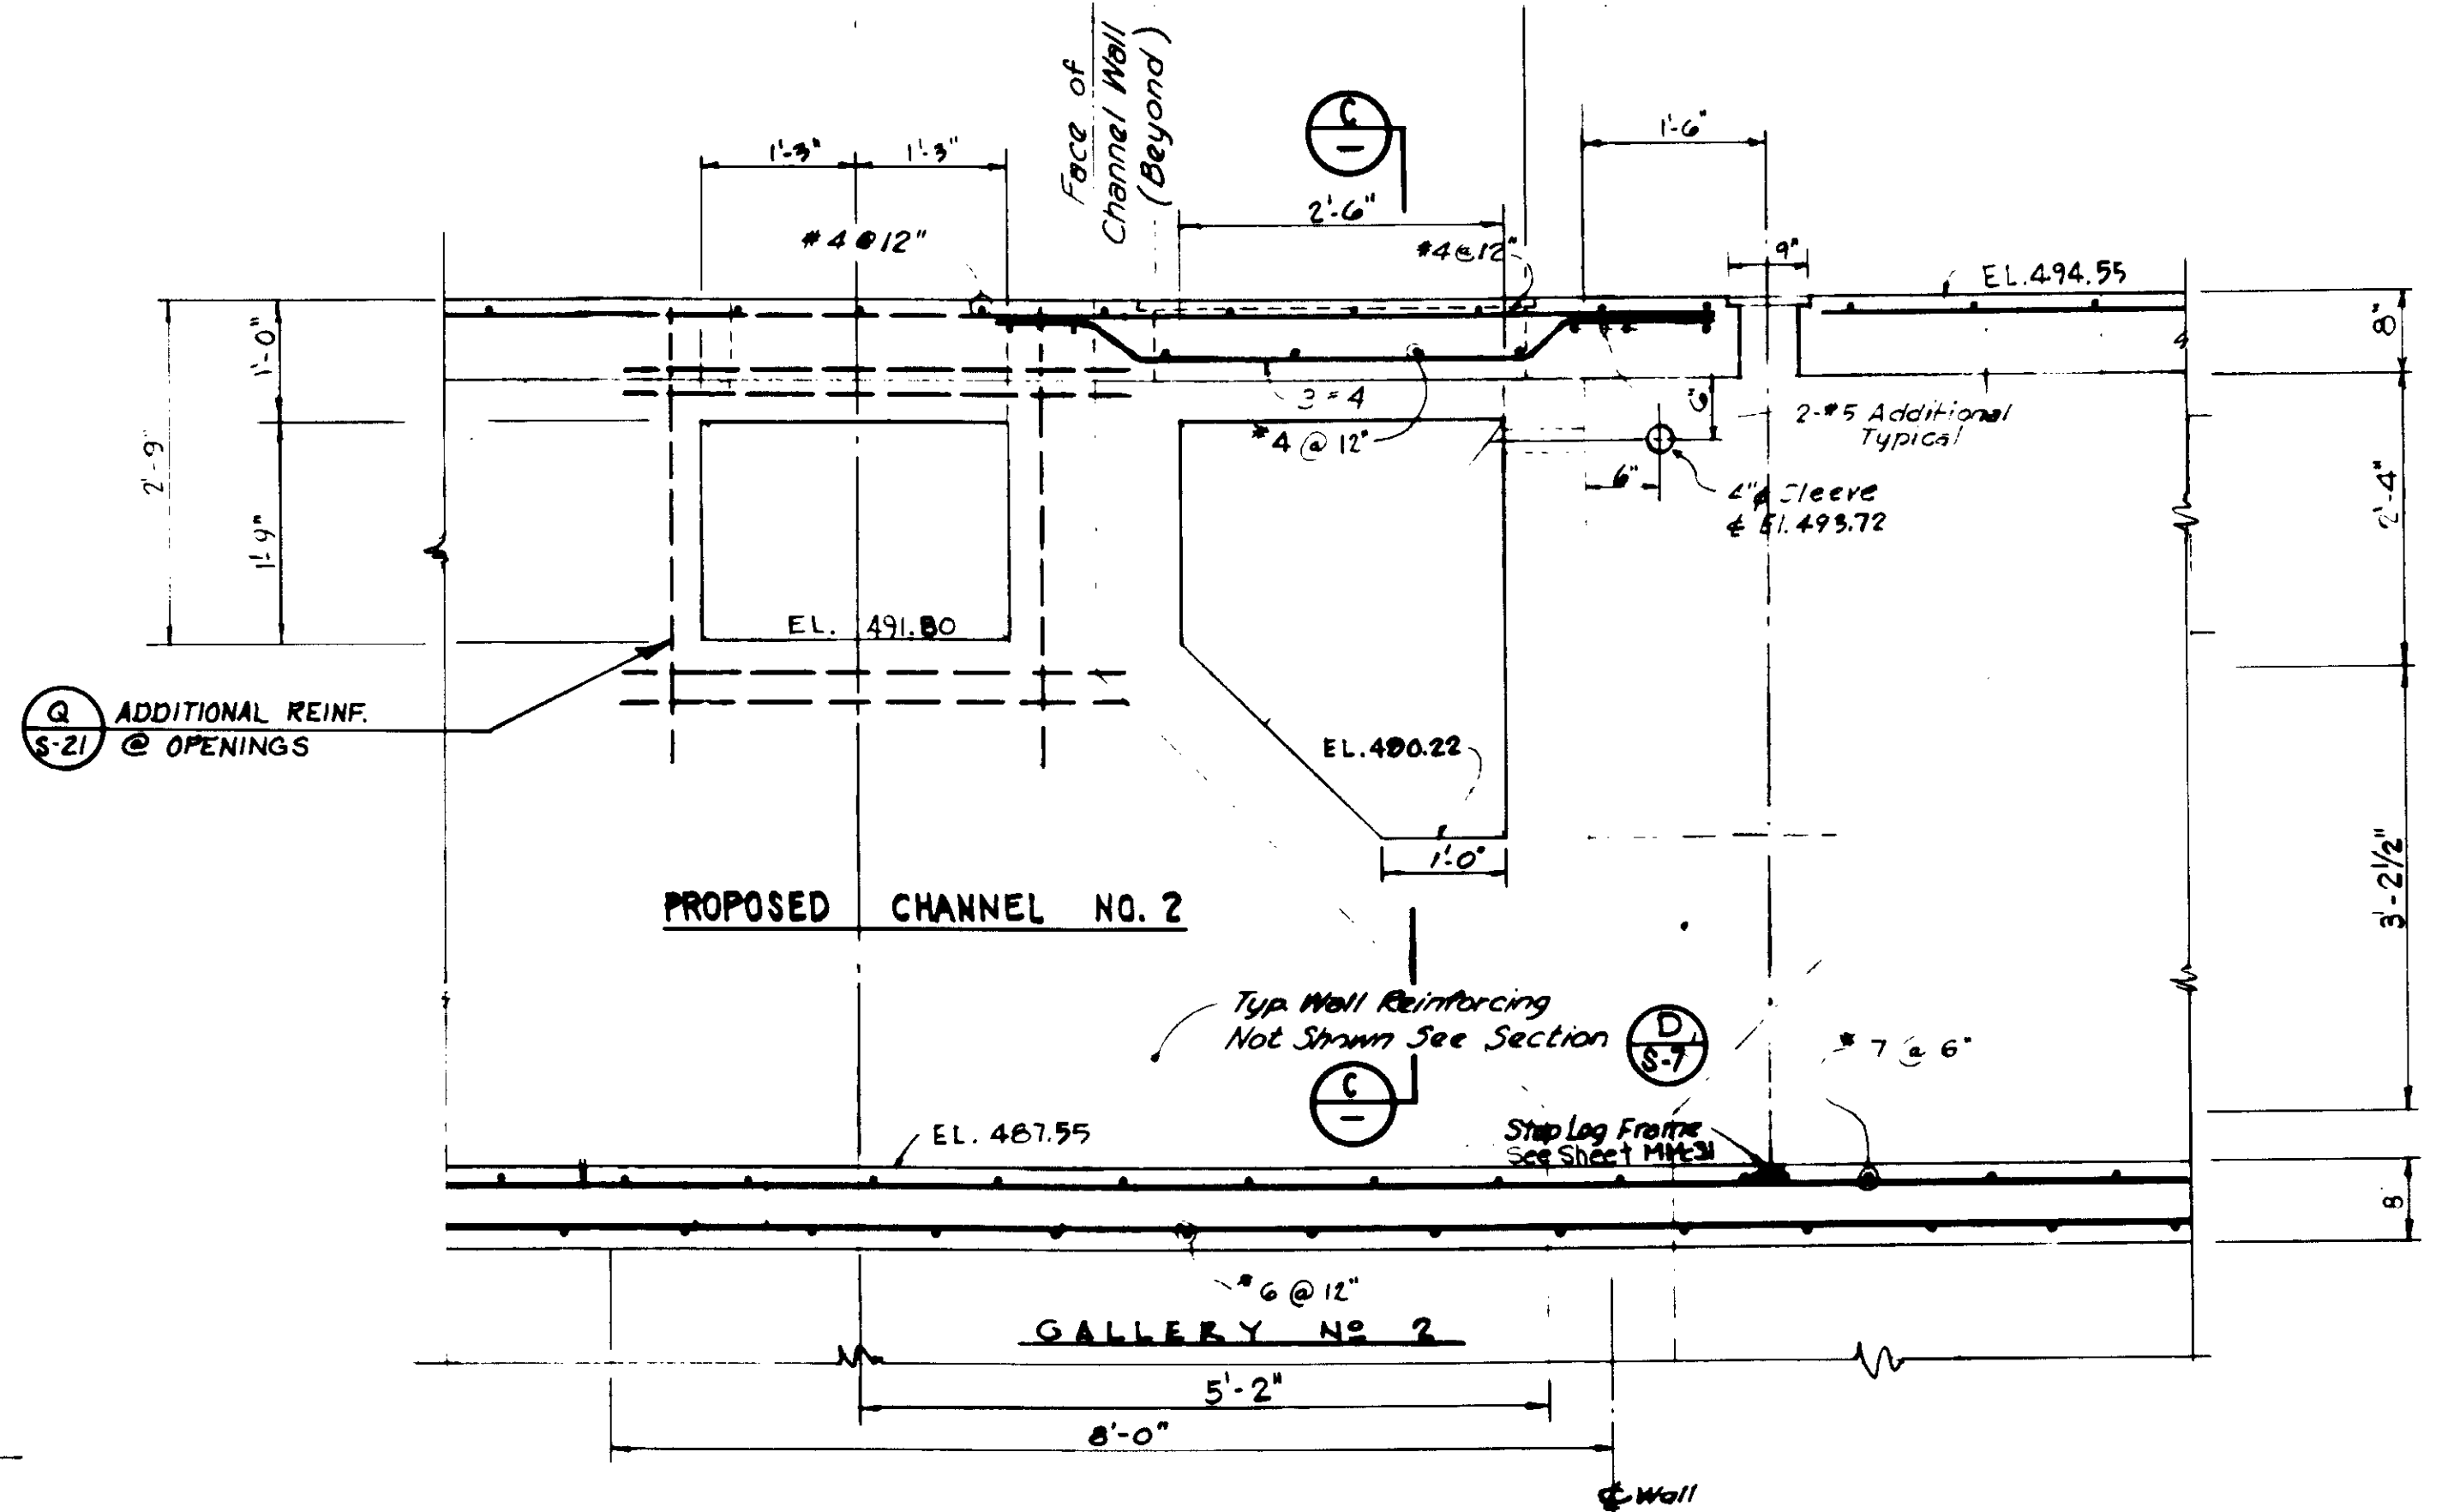 Face of
Channel Wall
(Beyond)
C
–
1'-3"
1'-3"
2'-6"
1'-6"
#4 @ 12"
#4 @ 12"
9"
EL. 494.55
8"
1'-0"
2'-9"
1'-9"
3 #4
#4 @ 12"
6"
6"
2-#5 Additional
Typical
4"⌀ Sleeve
℄ El. 493.72
2'-4"
EL. 491.80
Q
S-21
ADDITIONAL REINF.
@ OPENINGS
EL. 490.22
1'-0"
3'-2 1/2"
PROPOSED CHANNEL NO. 2
Typ. Wall Reinforcing
Not Shown See Section
D
S-7
C
–
#7 @ 6"
EL. 487.55
Stop Log Frame
See Sheet
8
#6 @ 12"
GALLERY Nº 2
5'-2"
8'-0"
℄ Wall